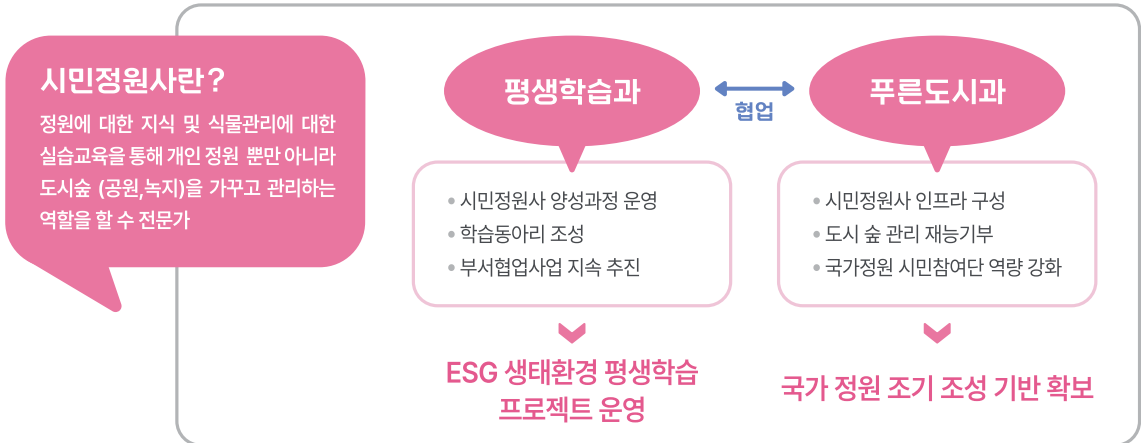 시민정원사란?
정원에 대한 지식 및 식물관리에 대한
실습교육을 통해 개인 정원 뿐만 아니라
도시숲 (공원,녹지)을 가꾸고 관리하는
역할을 할 수 전문가
평생학습과
협업
푸른도시과
• 시민정원사 양성과정 운영
• 학습동아리 조성
• 부서협업사업 지속 추진
• 시민정원사 인프라 구성
• 도시 숲 관리 재능기부
• 국가정원 시민참여단 역량 강화
ESG 생태환경 평생학습
프로젝트 운영
국가 정원 조기 조성 기반 확보